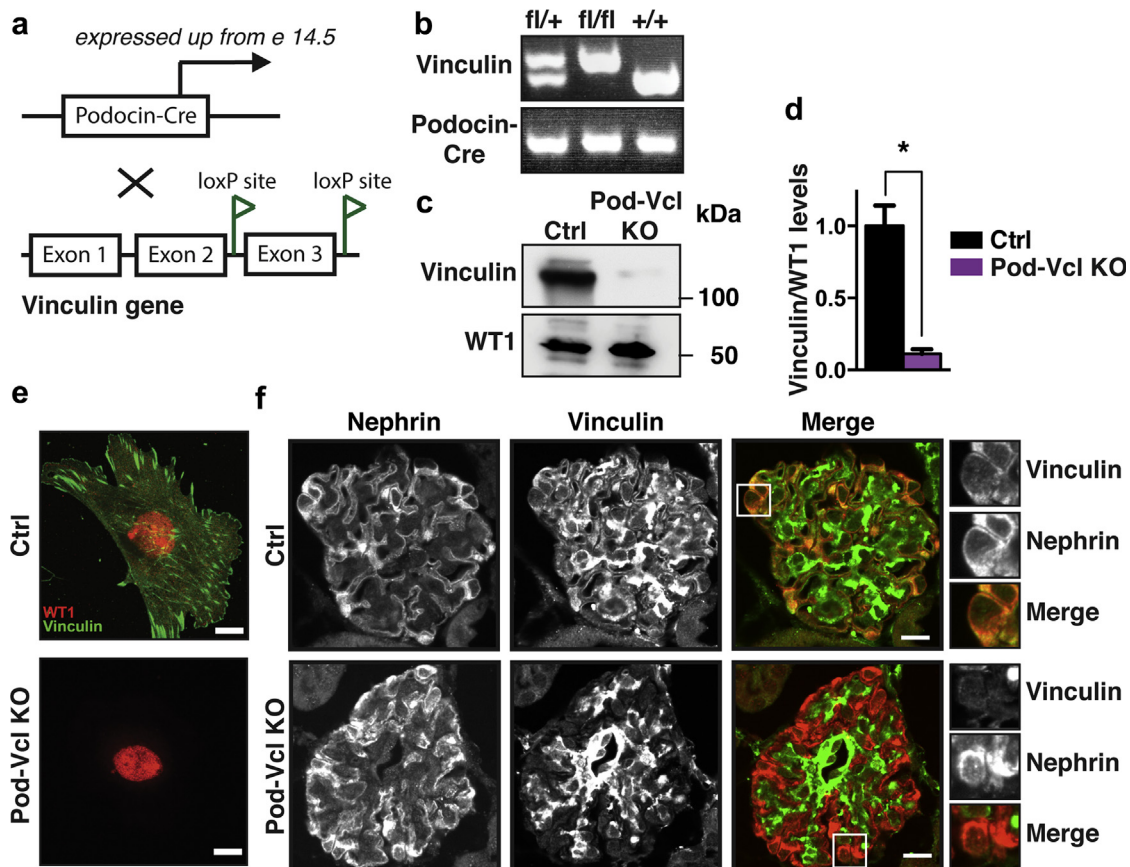 a
expressed up from e 14.5
Podocin-Cre
loxP site
loxP site
Exon 1
Exon 2
Exon 3
Vinculin gene
b
fl/+ fl/fl +/+
Vinculin
Podocin-
Cre
c
Pod-Vcl
Ctrl KO kDa
Vinculin
100
WT1
50
d
*
Vinculin/WT1 levels
1.0
0.5
0.0
Ctrl
Pod-Vcl KO
e
Ctrl
WT1
Vinculin
Pod-Vcl KO
f
Nephrin Vinculin Merge
Ctrl
Vinculin
Nephrin
Merge
Pod-Vcl KO
Vinculin
Nephrin
Merge